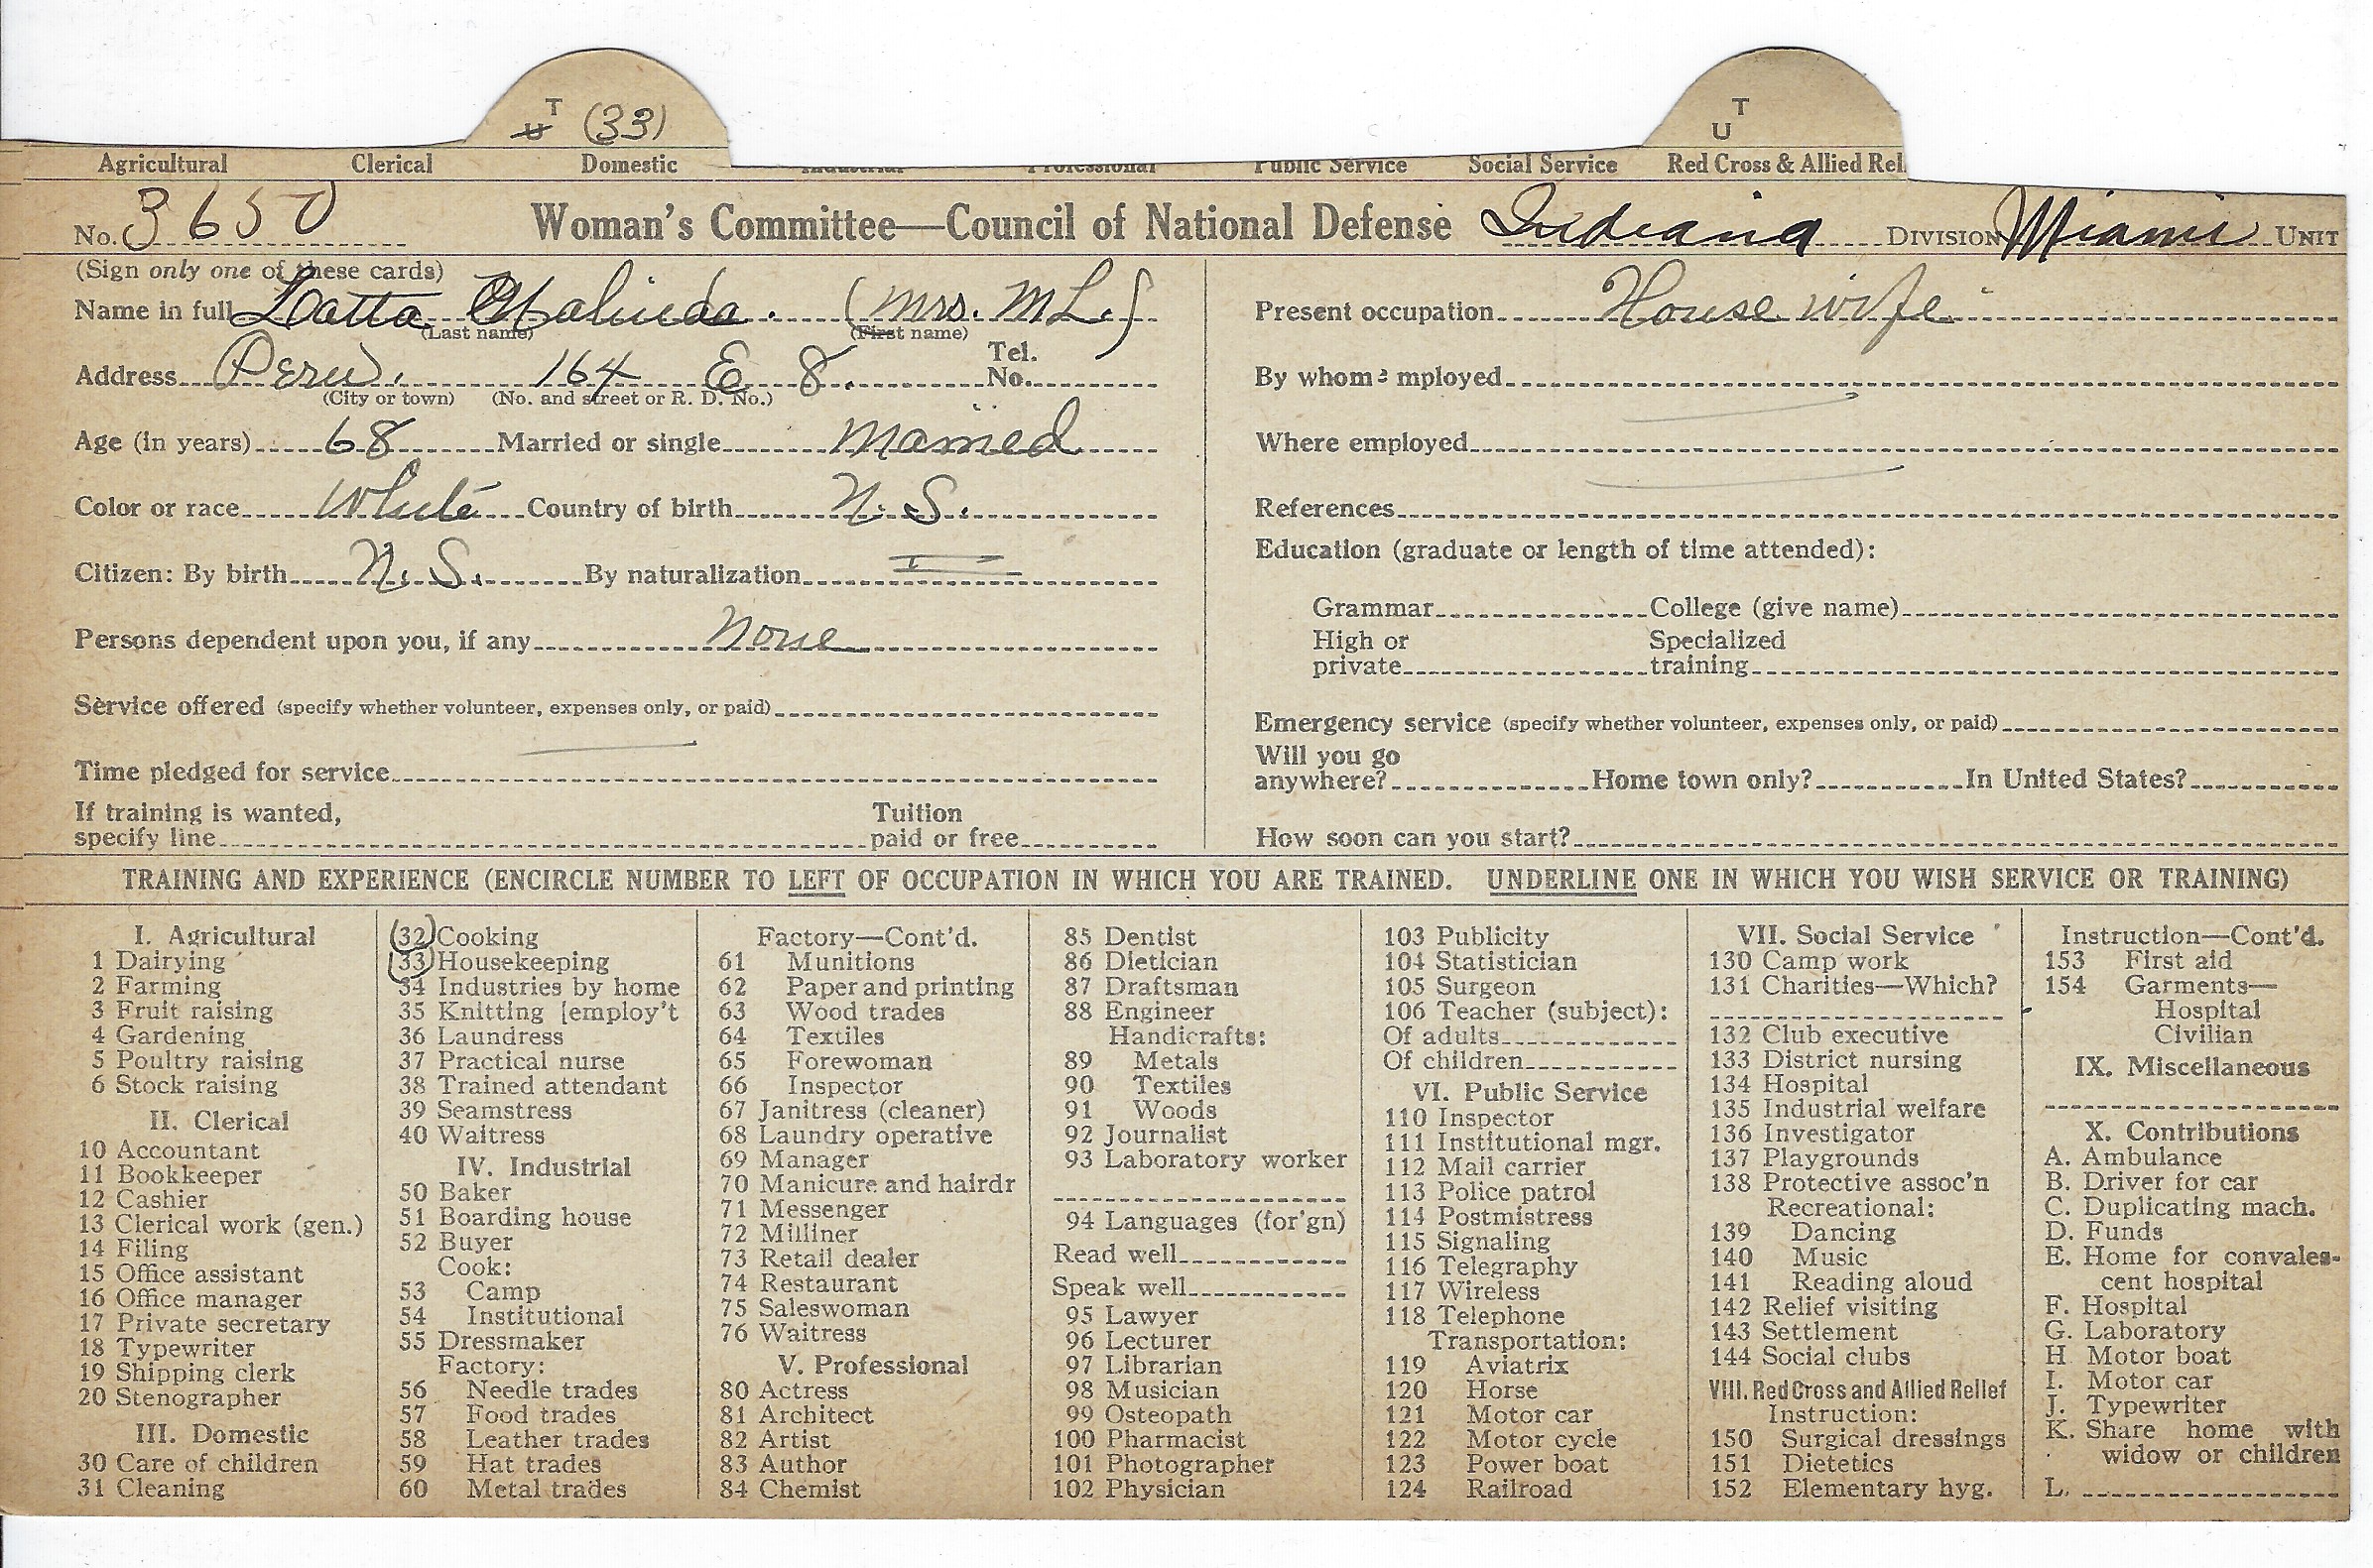 T T
U (33) U
Agricultural Clerical Domestic Industrial Professional Public Service Social Service Red Cross & Allied Rel
No. 3650 Woman's Committee—Council of National Defense Indiana DIVISION Miami UNIT
(Sign only one of these cards)
Name in full Latta Malinda. (Mrs. M L.)
(Last name) (First name)
Address Peru. 164 E 8. Tel. No.
(City or town) (No. and street or R. D. No.)
Age (in years) 68 Married or single Married
Color or race White Country of birth U. S.
Citizen: By birth U. S. By naturalization
Persons dependent upon you, if any None
Service offered (specify whether volunteer, expenses only, or paid)
Time pledged for service
If training is wanted, Tuition
specify line paid or free
Present occupation House wife
By whom employed
Where employed
References
Education (graduate or length of time attended):
Grammar College (give name)
High or Specialized
private training
Emergency service (specify whether volunteer, expenses only, or paid)
Will you go
anywhere? Home town only? In United States?
How soon can you start?
TRAINING AND EXPERIENCE (ENCIRCLE NUMBER TO LEFT OF OCCUPATION IN WHICH YOU ARE TRAINED. UNDERLINE ONE IN WHICH YOU WISH SERVICE OR TRAINING)
I. Agricultural
1 Dairying
2 Farming
3 Fruit raising
4 Gardening
5 Poultry raising
6 Stock raising
II. Clerical
10 Accountant
11 Bookkeeper
12 Cashier
13 Clerical work (gen.)
14 Filing
15 Office assistant
16 Office manager
17 Private secretary
18 Typewriter
19 Shipping clerk
20 Stenographer
III. Domestic
30 Care of children
31 Cleaning
(32) Cooking
(33) Housekeeping
34 Industries by home
35 Knitting [employ't
36 Laundress
37 Practical nurse
38 Trained attendant
39 Seamstress
40 Waitress
IV. Industrial
50 Baker
51 Boarding house
52 Buyer
Cook:
53 Camp
54 Institutional
55 Dressmaker
Factory:
56 Needle trades
57 Food trades
58 Leather trades
59 Hat trades
60 Metal trades
Factory—Cont'd.
61 Munitions
62 Paper and printing
63 Wood trades
64 Textiles
65 Forewoman
66 Inspector
67 Janitress (cleaner)
68 Laundry operative
69 Manager
70 Manicure and hairdr
71 Messenger
72 Milliner
73 Retail dealer
74 Restaurant
75 Saleswoman
76 Waitress
V. Professional
80 Actress
81 Architect
82 Artist
83 Author
84 Chemist
85 Dentist
86 Dietician
87 Draftsman
88 Engineer
Handicrafts:
89 Metals
90 Textiles
91 Woods
92 Journalist
93 Laboratory worker
94 Languages (for'gn)
Read well
Speak well
95 Lawyer
96 Lecturer
97 Librarian
98 Musician
99 Osteopath
100 Pharmacist
101 Photographer
102 Physician
103 Publicity
104 Statistician
105 Surgeon
106 Teacher (subject):
Of adults
Of children
VI. Public Service
110 Inspector
111 Institutional mgr.
112 Mail carrier
113 Police patrol
114 Postmistress
115 Signaling
116 Telegraphy
117 Wireless
118 Telephone
Transportation:
119 Aviatrix
120 Horse
121 Motor car
122 Motor cycle
123 Power boat
124 Railroad
VII. Social Service
130 Camp work
131 Charities—Which?
132 Club executive
133 District nursing
134 Hospital
135 Industrial welfare
136 Investigator
137 Playgrounds
138 Protective assoc'n
Recreational:
139 Dancing
140 Music
141 Reading aloud
142 Relief visiting
143 Settlement
144 Social clubs
VIII. Red Cross and Allied Relief
Instruction:
150 Surgical dressings
151 Dietetics
152 Elementary hyg.
Instruction—Cont'd.
153 First aid
154 Garments—
Hospital
Civilian
IX. Miscellaneous
X. Contributions
A. Ambulance
B. Driver for car
C. Duplicating mach.
D. Funds
E. Home for convales-
cent hospital
F. Hospital
G. Laboratory
H Motor boat
I. Motor car
J. Typewriter
K. Share home with
widow or children
L.